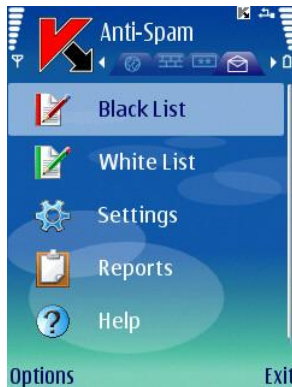 Anti-Spam
Black List
White List
Settings
Reports
Help
Options Exit